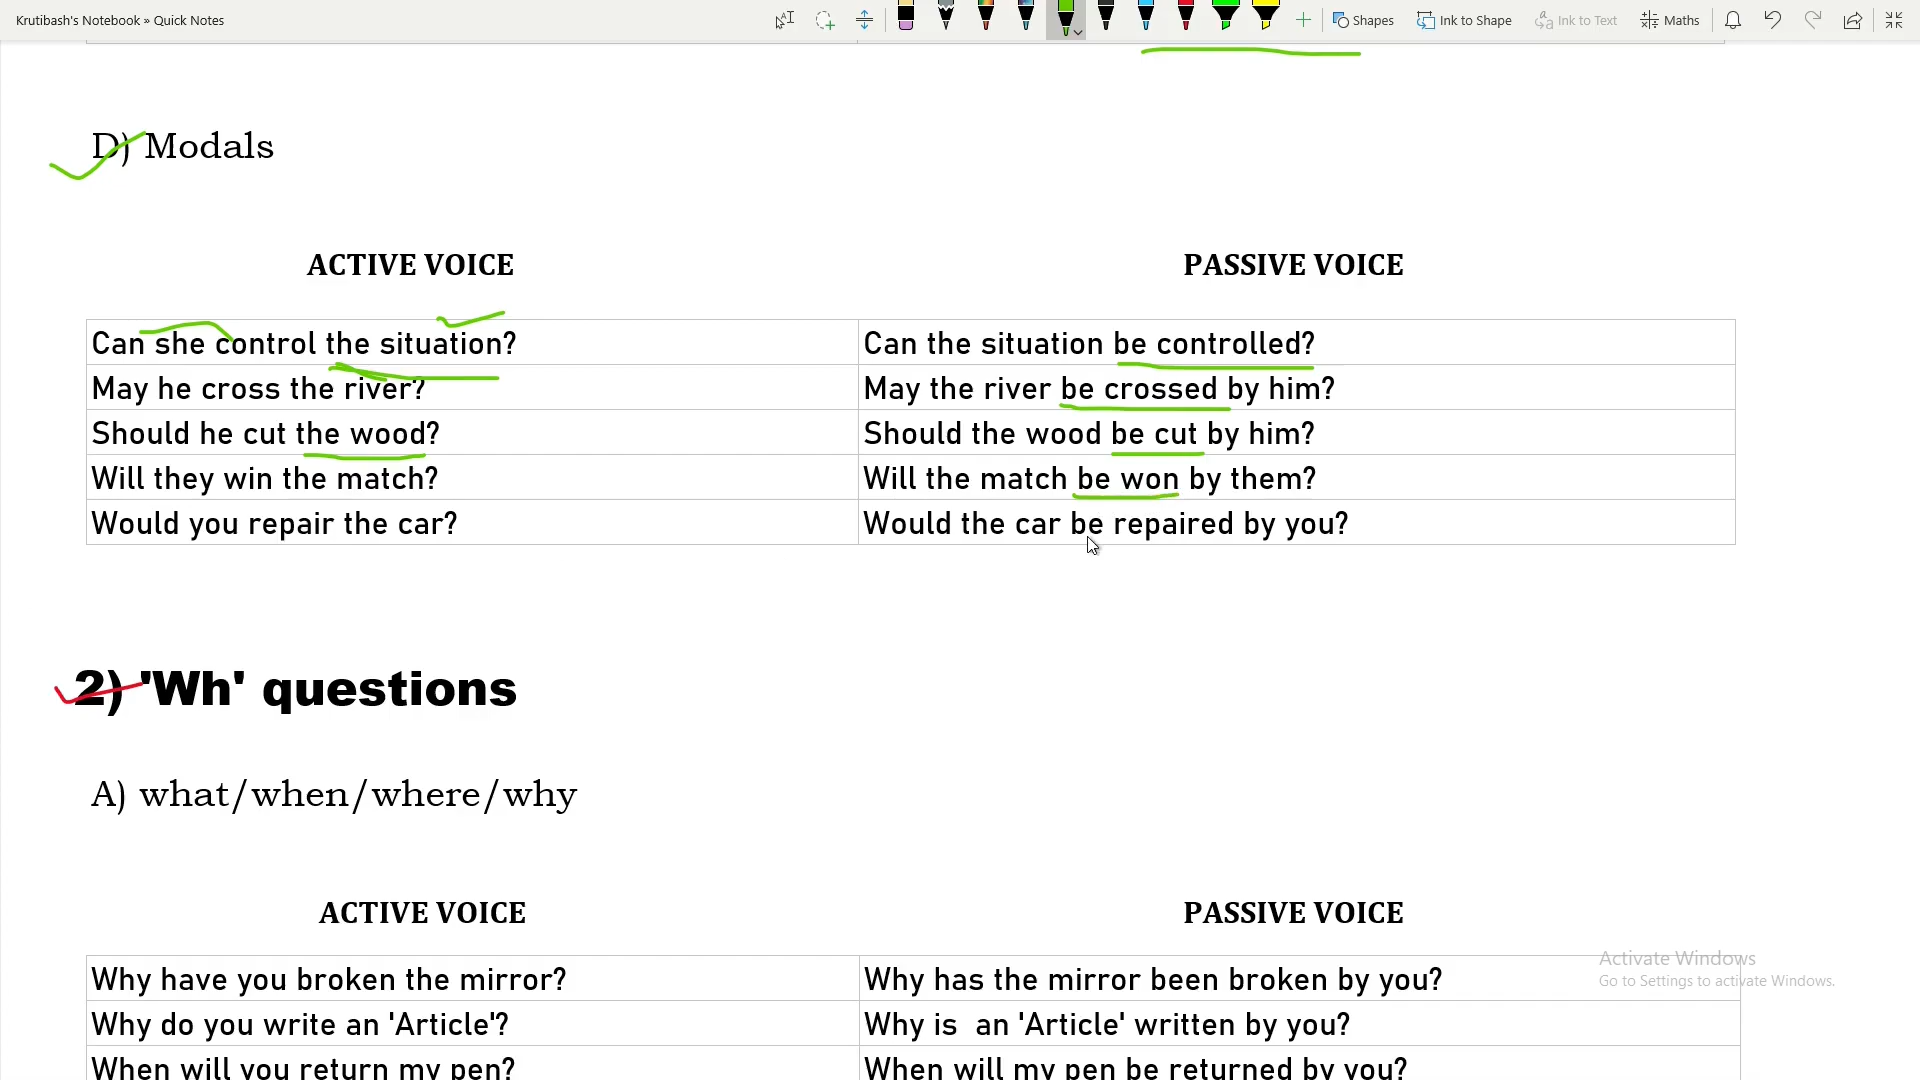 Krutibash's Notebook » Quick Notes
Shapes
Ink to Shape
Ink to Text
Maths
D) Modals
ACTIVE VOICE PASSIVE VOICE
Can she control the situation? Can the situation be controlled?
May he cross the river? May the river be crossed by him?
Should he cut the wood? Should the wood be cut by him?
Will they win the match? Will the match be won by them?
Would you repair the car? Would the car be repaired by you?
2) 'Wh' questions
A) what/when/where/why
ACTIVE VOICE PASSIVE VOICE
Why have you broken the mirror? Why has the mirror been broken by you?
Why do you write an 'Article'? Why is an 'Article' written by you?
When will you return my pen? When will my pen be returned by you?
Activate Windows
Go to Settings to activate Windows.